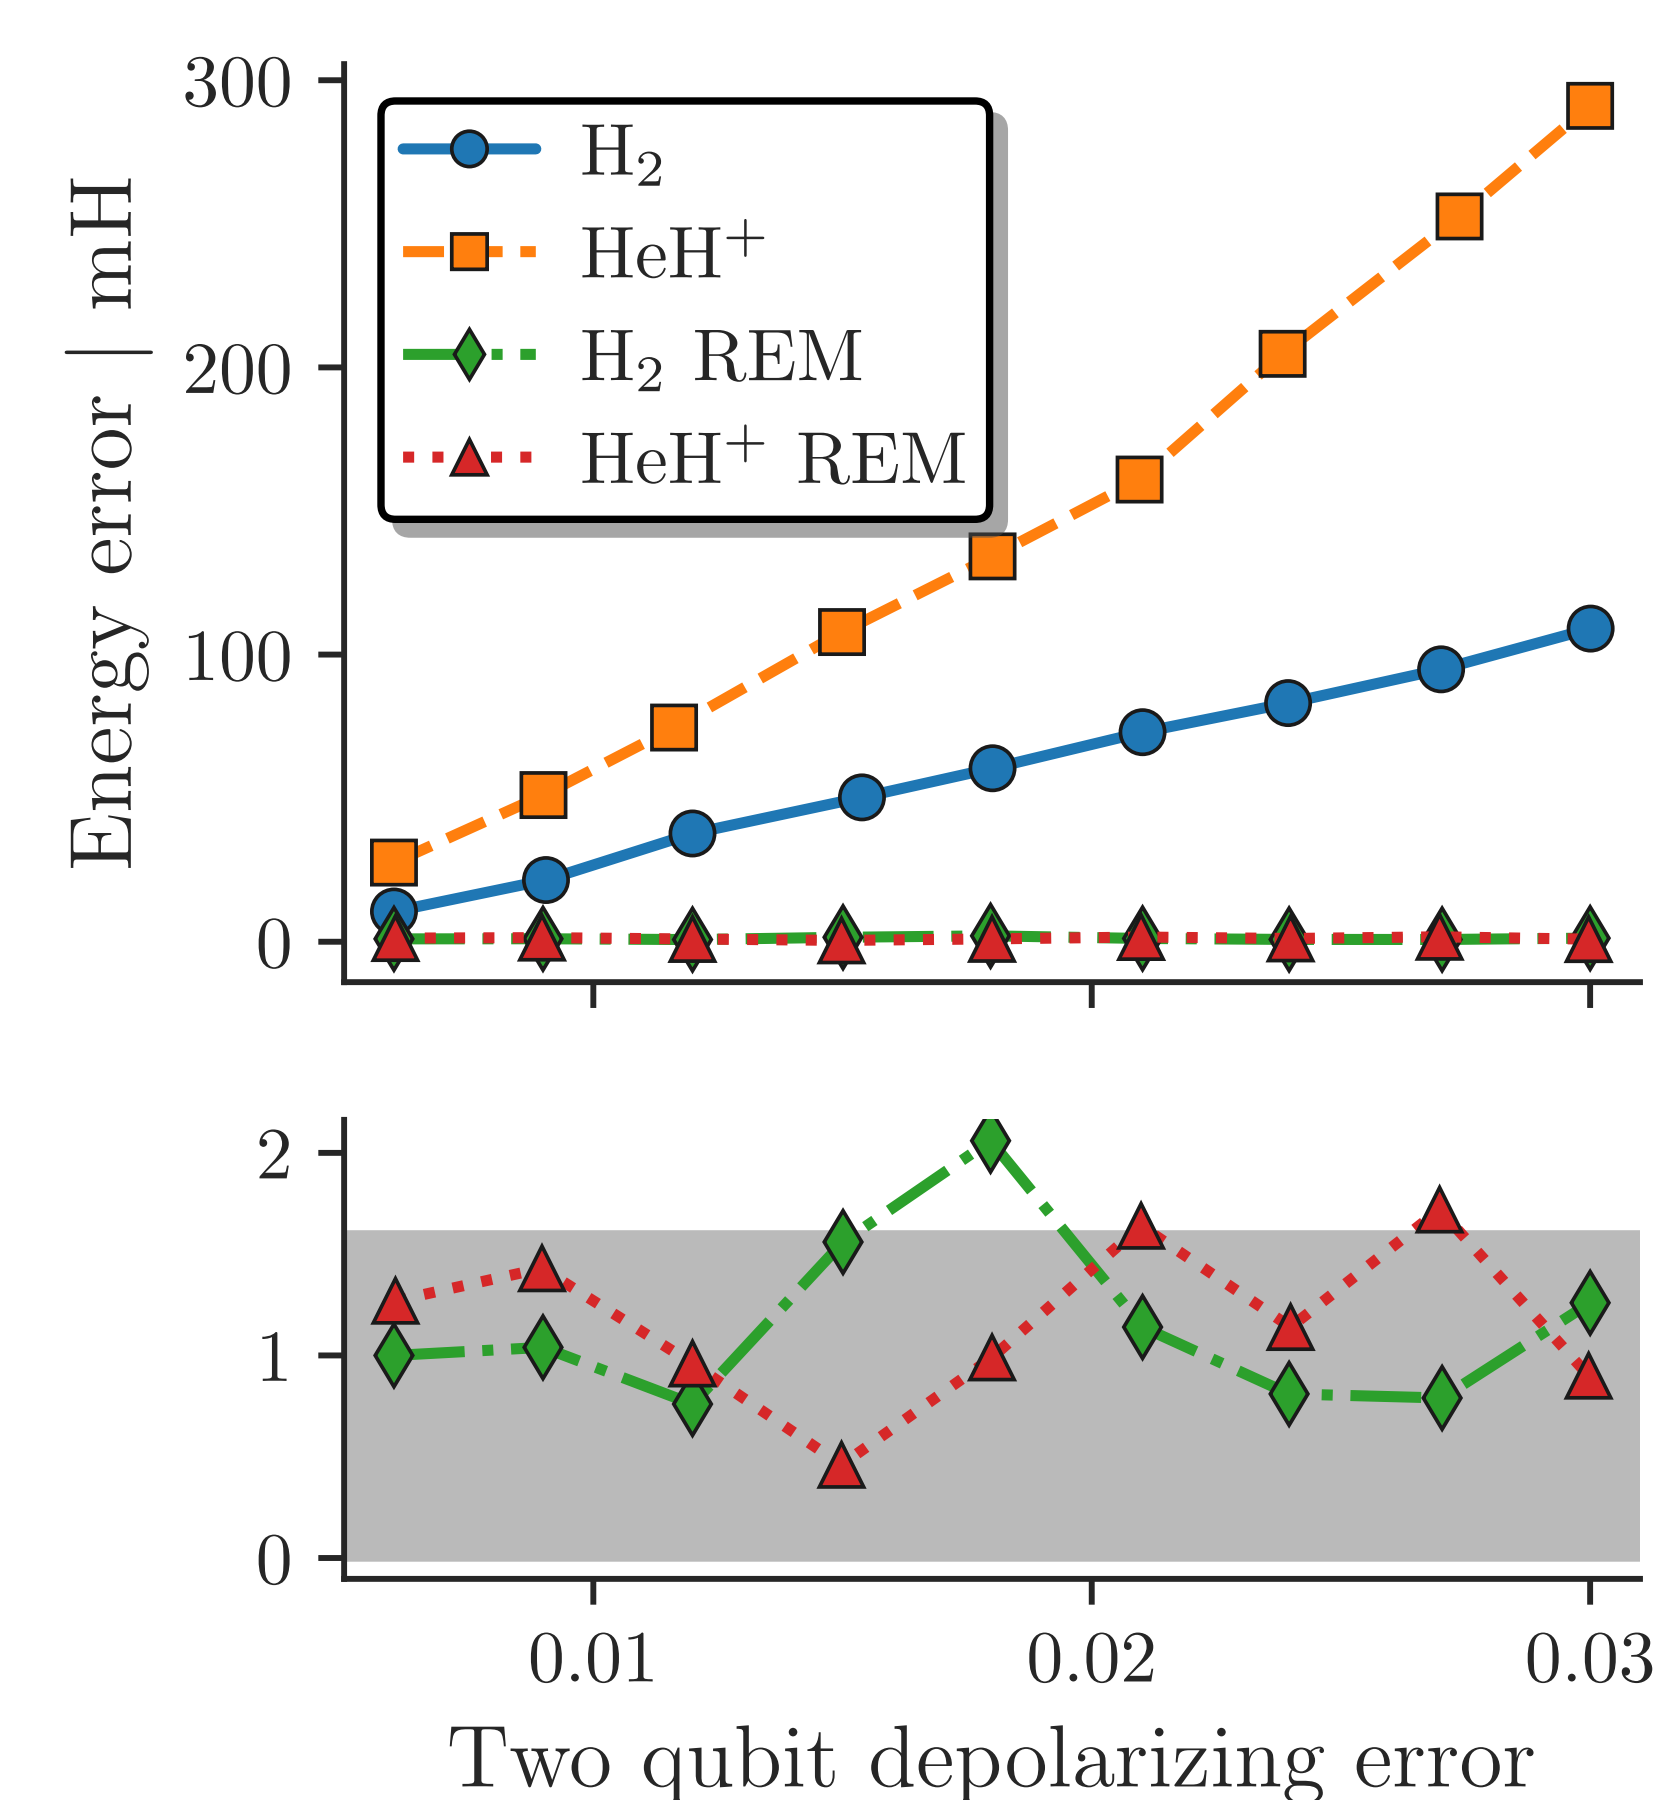 300
200
100
0
Energy error | mH
H₂
HeH⁺
H₂ REM
HeH⁺ REM
2
1
0
0.01 0.02 0.03
Two qubit depolarizing error